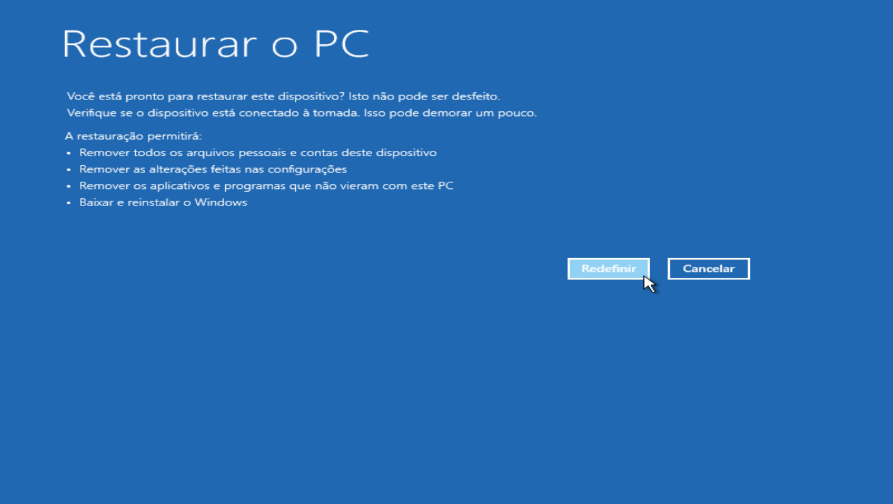 Restaurar o PC
Você está pronto para restaurar este dispositivo? Isto não pode ser desfeito.
Verifique se o dispositivo está conectado à tomada. Isso pode demorar um pouco.
A restauração permitirá:
• Remover todos os arquivos pessoais e contas deste dispositivo
• Remover as alterações feitas nas configurações
• Remover os aplicativos e programas que não vieram com este PC
• Baixar e reinstalar o Windows
Redefinir Cancelar